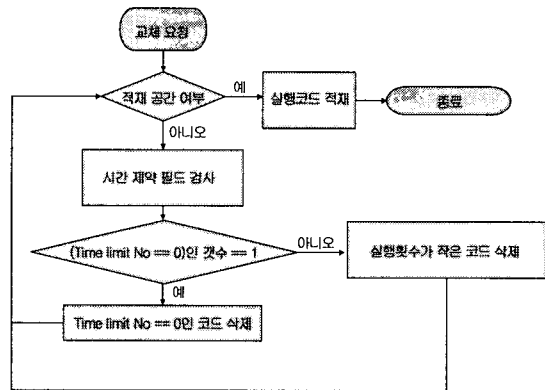 교체 요청
적재 공간 여부
예
실행코드 적재
종료
아니오
시간 제약 필드 검사
(Time limit No == 0)인 갯수 == 1
아니오
실행횟수가 작은 코드 삭제
예
Time limit No == 0인 코드 삭제